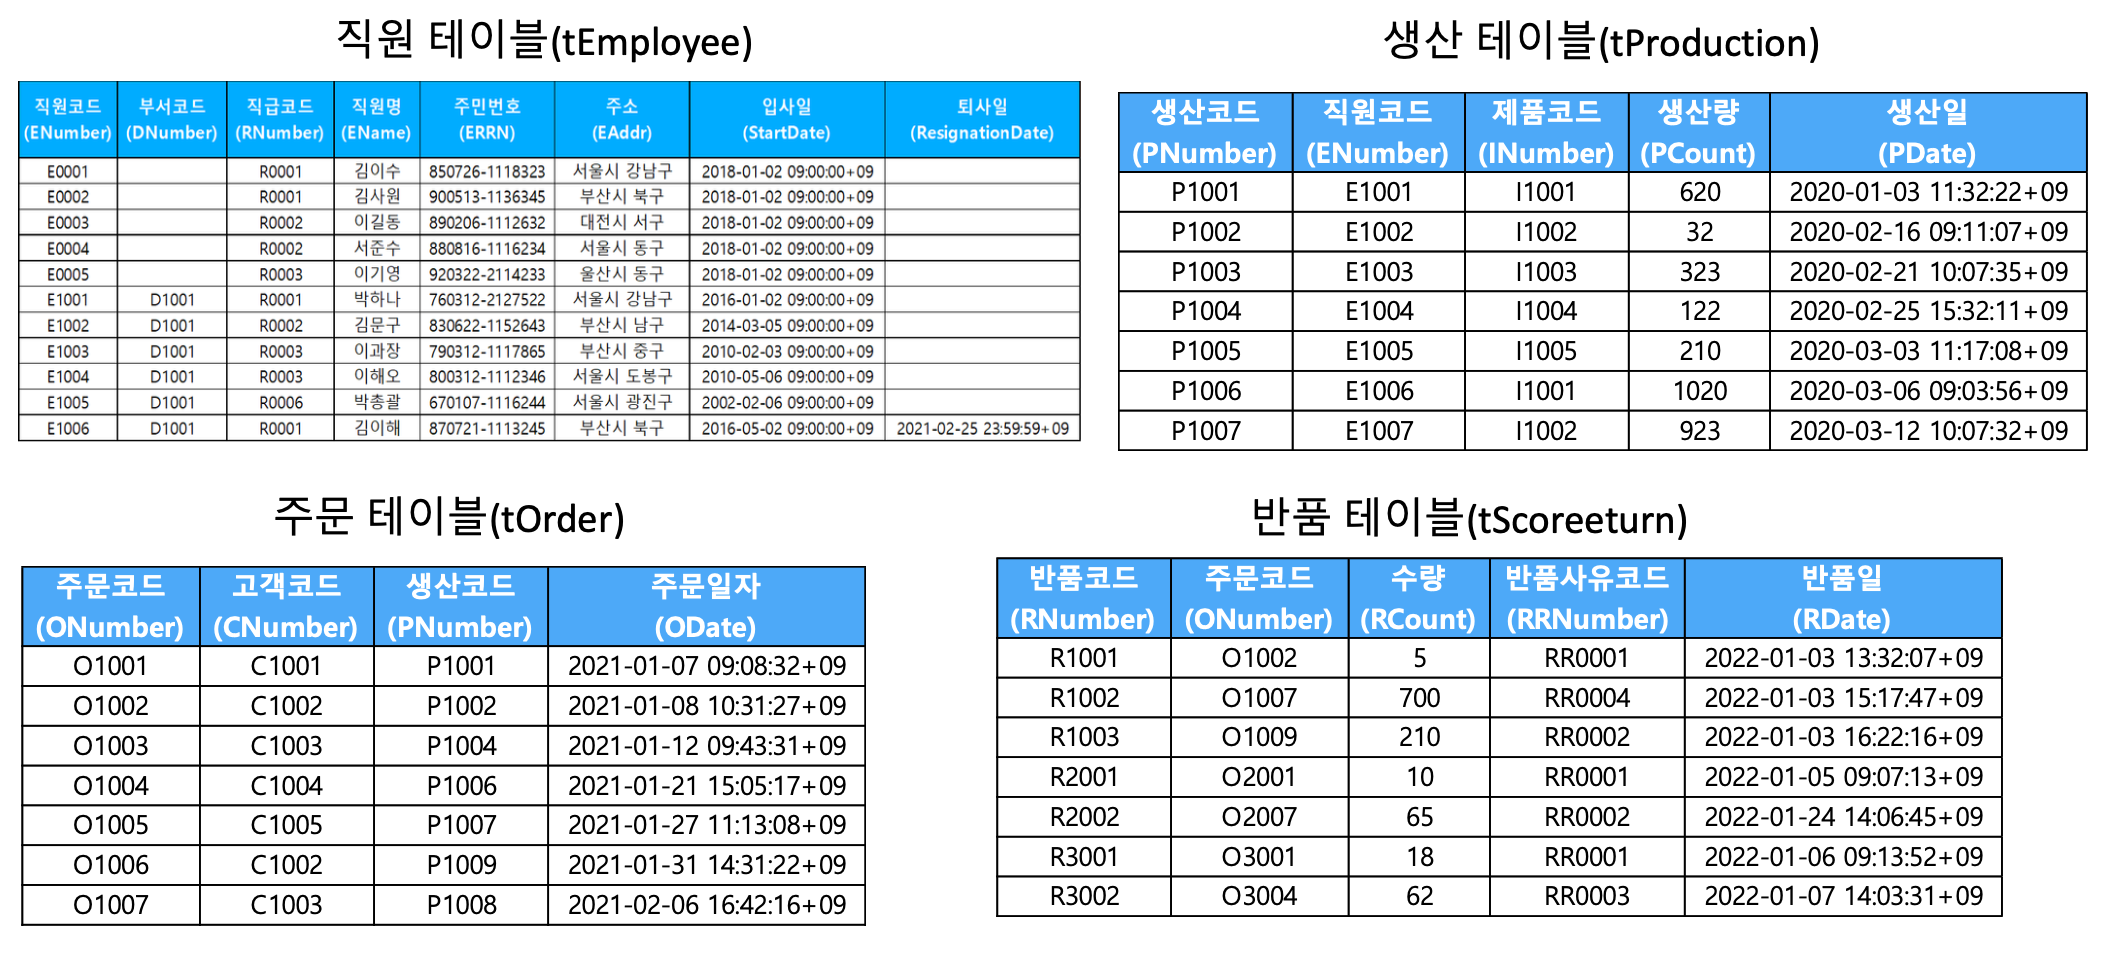 직원 테이블(tEmployee)
직원코드 부서코드 직급코드 직원명 주민번호 주소 입사일 퇴사일
(ENumber) (DNumber) (RNumber) (EName) (ERRN) (EAddr) (StartDate) (ResignationDate)
E0001 R0001 김이수 850726-1118323 서울시 강남구 2018-01-02 09:00:00+09
E0002 R0001 김사원 900513-1136345 부산시 북구 2018-01-02 09:00:00+09
E0003 R0002 이길동 890206-1112632 대전시 서구 2018-01-02 09:00:00+09
E0004 R0002 서준수 880816-1116234 서울시 동구 2018-01-02 09:00:00+09
E0005 R0003 이기영 920322-2114233 울산시 동구 2018-01-02 09:00:00+09
E1001 D1001 R0001 박하나 760312-2127522 서울시 강남구 2016-01-02 09:00:00+09
E1002 D1001 R0002 김문구 830622-1152643 부산시 남구 2014-03-05 09:00:00+09
E1003 D1001 R0003 이과장 790312-1117865 부산시 중구 2010-02-03 09:00:00+09
E1004 D1001 R0003 이해오 800312-1112346 서울시 도봉구 2010-05-06 09:00:00+09
E1005 D1001 R0006 박총괄 670107-1116244 서울시 광진구 2002-02-06 09:00:00+09
E1006 D1001 R0001 김이해 870721-1113245 부산시 북구 2016-05-02 09:00:00+09 2021-02-25 23:59:59+09
생산 테이블(tProduction)
생산코드 직원코드 제품코드 생산량 생산일
(PNumber) (ENumber) (INumber) (PCount) (PDate)
P1001 E1001 I1001 620 2020-01-03 11:32:22+09
P1002 E1002 I1002 32 2020-02-16 09:11:07+09
P1003 E1003 I1003 323 2020-02-21 10:07:35+09
P1004 E1004 I1004 122 2020-02-25 15:32:11+09
P1005 E1005 I1005 210 2020-03-03 11:17:08+09
P1006 E1006 I1001 1020 2020-03-06 09:03:56+09
P1007 E1007 I1002 923 2020-03-12 10:07:32+09
주문 테이블(tOrder)
주문코드 고객코드 생산코드 주문일자
(ONumber) (CNumber) (PNumber) (ODate)
O1001 C1001 P1001 2021-01-07 09:08:32+09
O1002 C1002 P1002 2021-01-08 10:31:27+09
O1003 C1003 P1004 2021-01-12 09:43:31+09
O1004 C1004 P1006 2021-01-21 15:05:17+09
O1005 C1005 P1007 2021-01-27 11:13:08+09
O1006 C1002 P1009 2021-01-31 14:31:22+09
O1007 C1003 P1008 2021-02-06 16:42:16+09
반품 테이블(tScoreeturn)
반품코드 주문코드 수량 반품사유코드 반품일
(RNumber) (ONumber) (RCount) (RRNumber) (RDate)
R1001 O1002 5 RR0001 2022-01-03 13:32:07+09
R1002 O1007 700 RR0004 2022-01-03 15:17:47+09
R1003 O1009 210 RR0002 2022-01-03 16:22:16+09
R2001 O2001 10 RR0001 2022-01-05 09:07:13+09
R2002 O2007 65 RR0002 2022-01-24 14:06:45+09
R3001 O3001 18 RR0001 2022-01-06 09:13:52+09
R3002 O3004 62 RR0003 2022-01-07 14:03:31+09